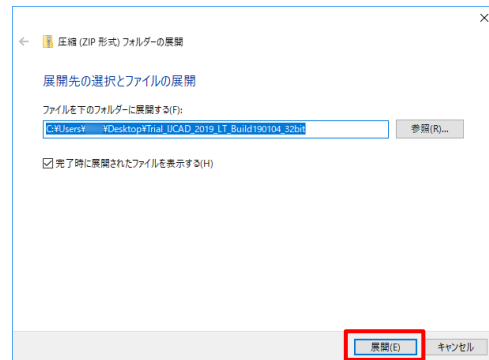 圧縮 (ZIP 形式) フォルダーの展開
展開先の選択とファイルの展開
ファイルを下のフォルダーに展開する(F):
C:¥Users¥ ¥Desktop¥Trial_IJCAD_2019_LT_Build190104_32bit
参照(R)...
完了時に展開されたファイルを表示する(H)
展開(E)
キャンセル